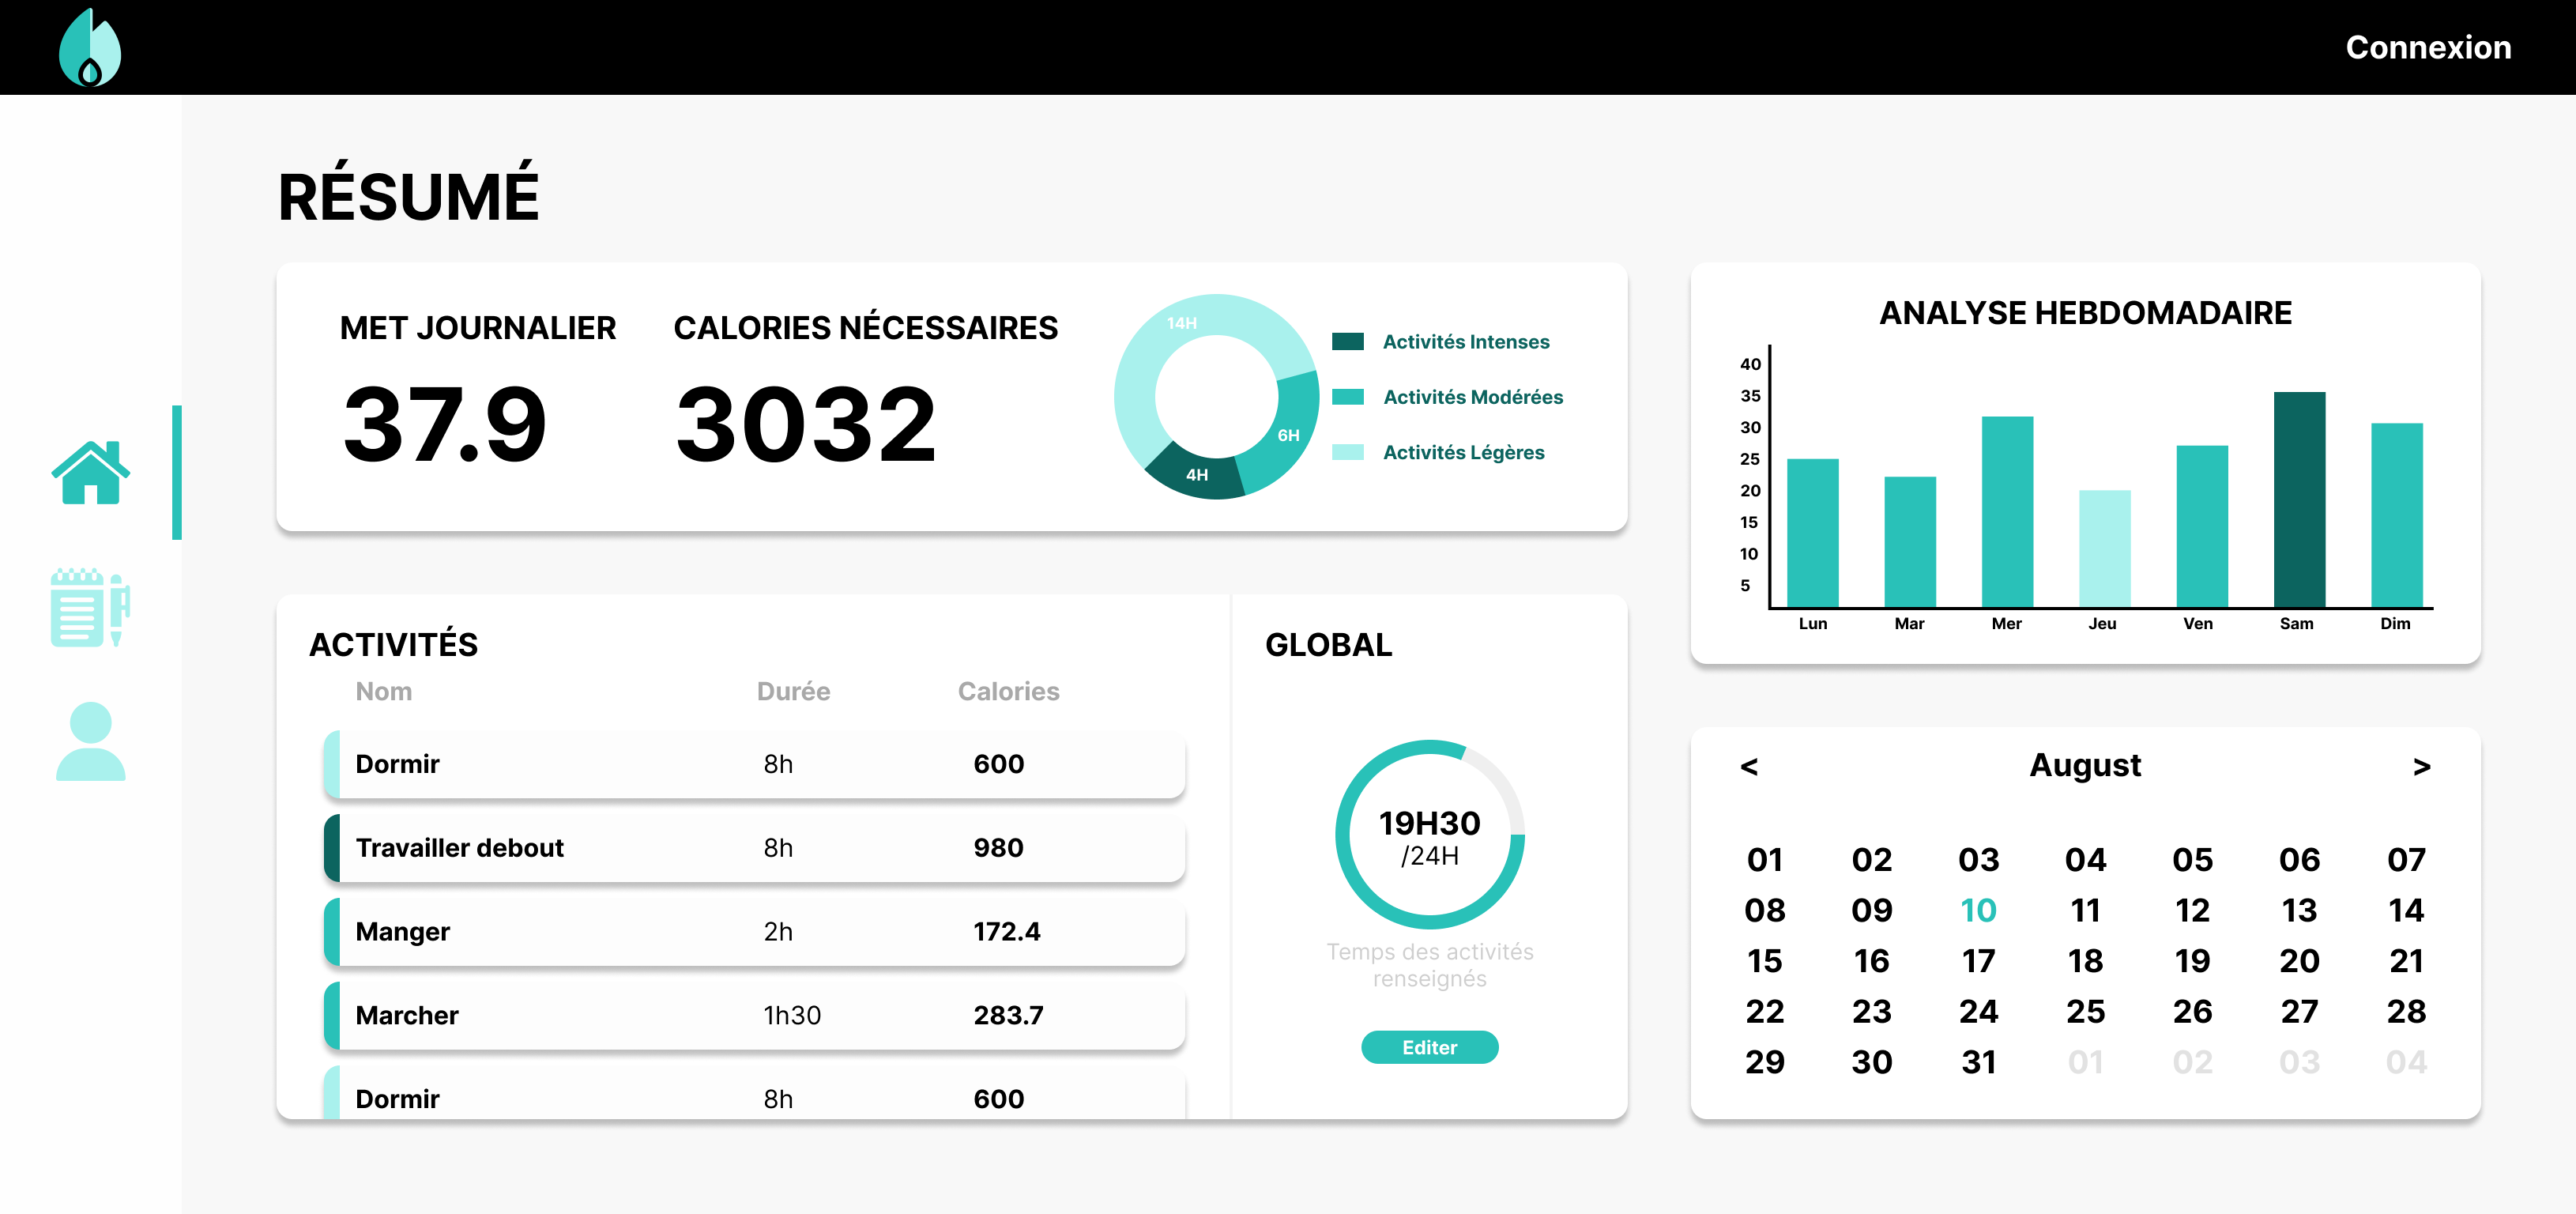 Connexion
RÉSUMÉ
MET JOURNALIER
37.9
CALORIES NÉCESSAIRES
3032
14H
6H
4H
Activités Intenses
Activités Modérées
Activités Légères
ANALYSE HEBDOMADAIRE
40
35
30
25
20
15
10
5
Lun Mar Mer Jeu Ven Sam Dim
ACTIVITÉS
Nom Durée Calories
Dormir 8h 600
Travailler debout 8h 980
Manger 2h 172.4
Marcher 1h30 283.7
Dormir 8h 600
GLOBAL
19H30
/24H
Temps des activités
renseignés
Editer
< August >
01 02 03 04 05 06 07
08 09 10 11 12 13 14
15 16 17 18 19 20 21
22 23 24 25 26 27 28
29 30 31 01 02 03 04